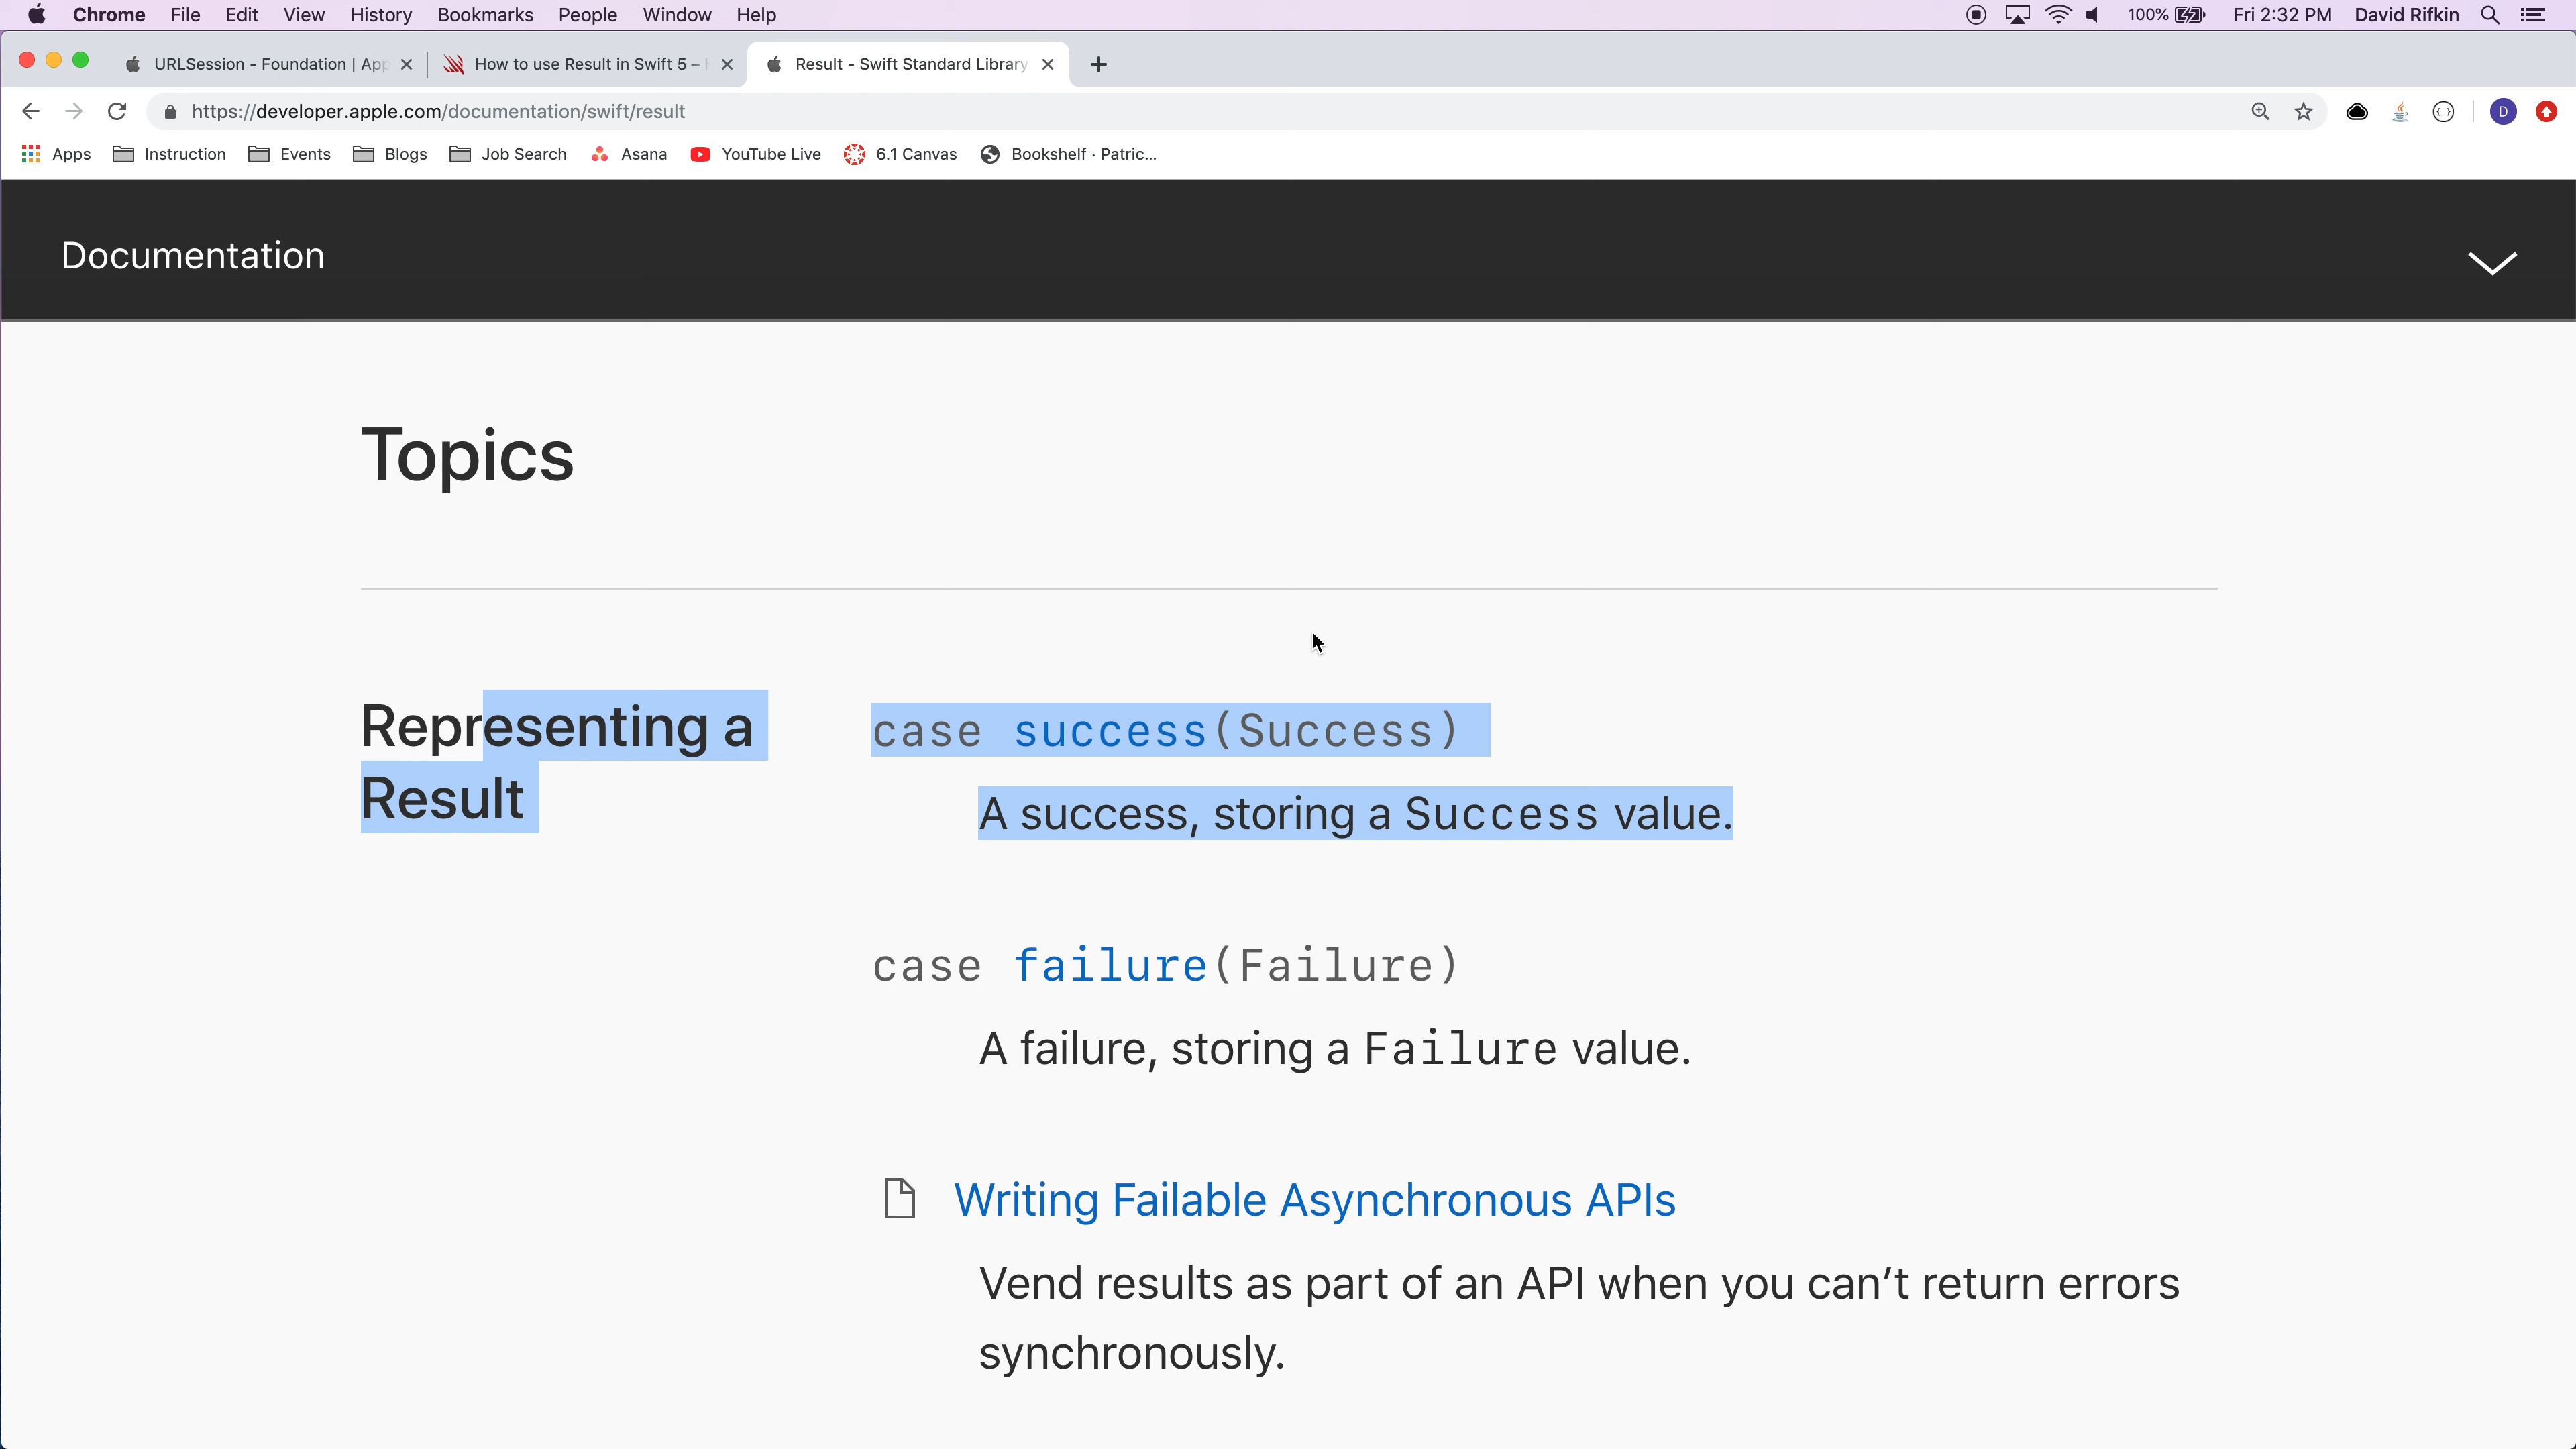 Chrome File Edit View History Bookmarks People Window Help 100% Fri 2:32 PM David Rifkin
URLSession - Foundation | App How to use Result in Swift 5 – Result - Swift Standard Library
https://developer.apple.com/documentation/swift/result D
Apps Instruction Events Blogs Job Search Asana YouTube Live 6.1 Canvas Bookshelf · Patric...
Documentation
Topics
Representing a
Result
case success(Success)
A success, storing a Success value.
case failure(Failure)
A failure, storing a Failure value.
Writing Failable Asynchronous APIs
Vend results as part of an API when you can’t return errors
synchronously.